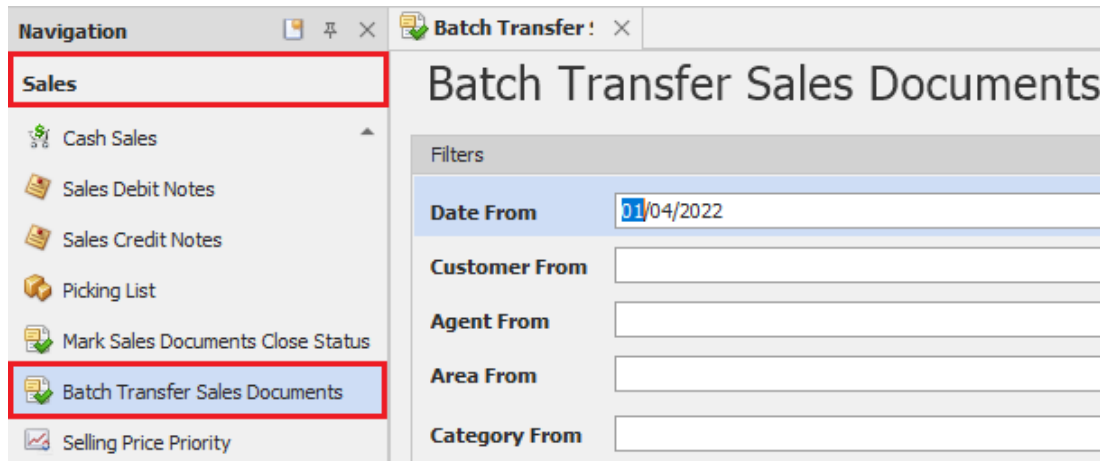 Navigation
Sales
Cash Sales
Sales Debit Notes
Sales Credit Notes
Picking List
Mark Sales Documents Close Status
Batch Transfer Sales Documents
Selling Price Priority
Batch Transfer S
Batch Transfer Sales Documents
Filters
Date From 01/04/2022
Customer From
Agent From
Area From
Category From